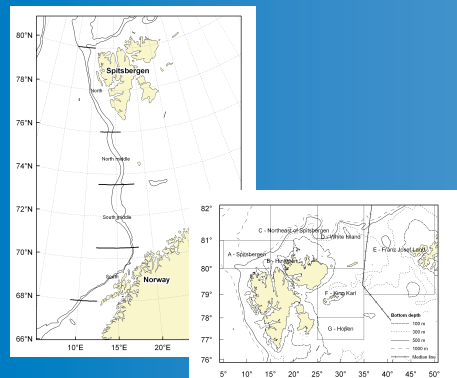 80°N
Spitsbergen
78°N
North
76°N
North middle
74°N
South middle
72°N
70°N
South
Norway
68°N
66°N
10°E 15°E 20°E
82°
C - Northeast of Spitsbergen
D - White Island
81°
A - Spitsbergen
E - Franz Josef Land
80°
79°
F - King Karl
78°
Bottom depth
100 m
300 m
500 m
1000 m
Median line
77°
G - Hopen
76°
5° 10° 15° 20° 25° 30° 35° 40° 45° 50°